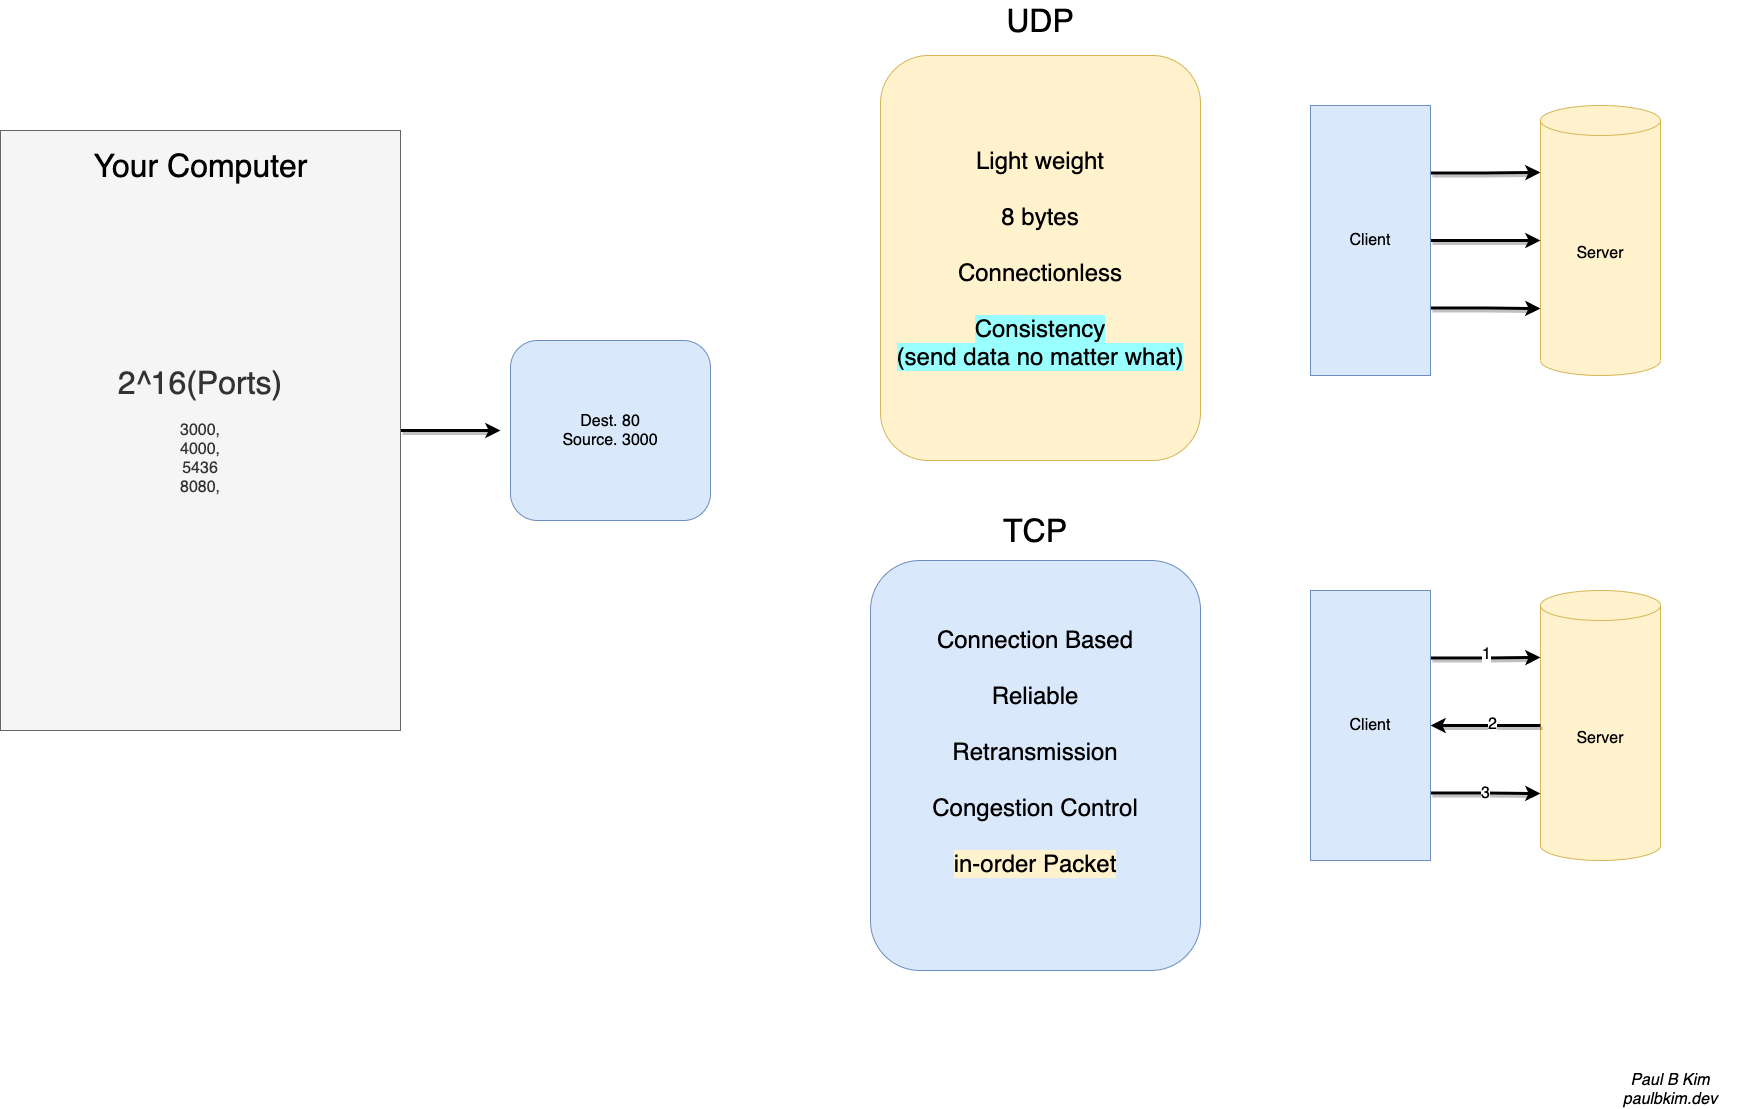 Your Computer
2^16(Ports)
3000,
4000,
5436
8080,
Dest. 80
Source. 3000
UDP
Light weight
8 bytes
Connectionless
Consistency
(send data no matter what)
Client
Server
TCP
Connection Based
Reliable
Retransmission
Congestion Control
in-order Packet
Client
1
2
3
Server
Paul B Kim
paulbkim.dev